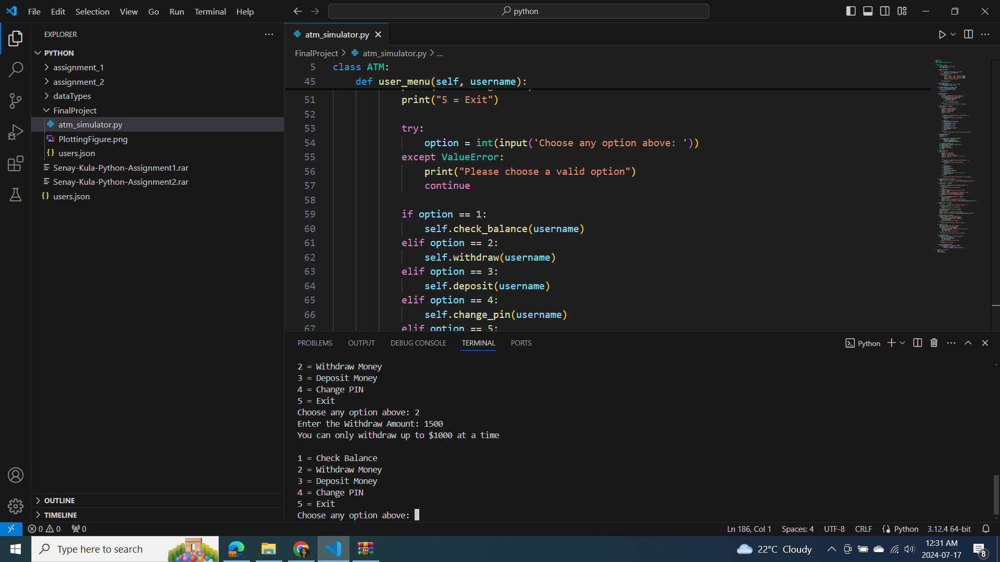 File Edit Selection View Go Run Terminal Help
python
EXPLORER
PYTHON
assignment_1
assignment_2
dataTypes
FinalProject
atm_simulator.py
PlottingFigure.png
users.json
Senay-Kula-Python-Assignment1.rar
Senay-Kula-Python-Assignment2.rar
users.json
OUTLINE
TIMELINE
atm_simulator.py
FinalProject > atm_simulator.py > ...
5 class ATM:
45 def user_menu(self, username):
51 print("5 = Exit")
52
53 try:
54 option = int(input('Choose any option above: '))
55 except ValueError:
56 print("Please choose a valid option")
57 continue
58
59 if option == 1:
60 self.check_balance(username)
61 elif option == 2:
62 self.withdraw(username)
63 elif option == 3:
64 self.deposit(username)
65 elif option == 4:
66 self.change_pin(username)
67 elif option == 5:
PROBLEMS OUTPUT DEBUG CONSOLE TERMINAL PORTS
Python
2 = Withdraw Money
3 = Deposit Money
4 = Change PIN
5 = Exit
Choose any option above: 2
Enter the Withdraw Amount: 1500
You can only withdraw up to $1000 at a time
1 = Check Balance
2 = Withdraw Money
3 = Deposit Money
4 = Change PIN
5 = Exit
Choose any option above:
0 0 0
Ln 186, Col 1 Spaces: 4 UTF-8 CRLF {} Python 3.12.4 64-bit
Type here to search
22°C Cloudy
12:31 AM
2024-07-17
8